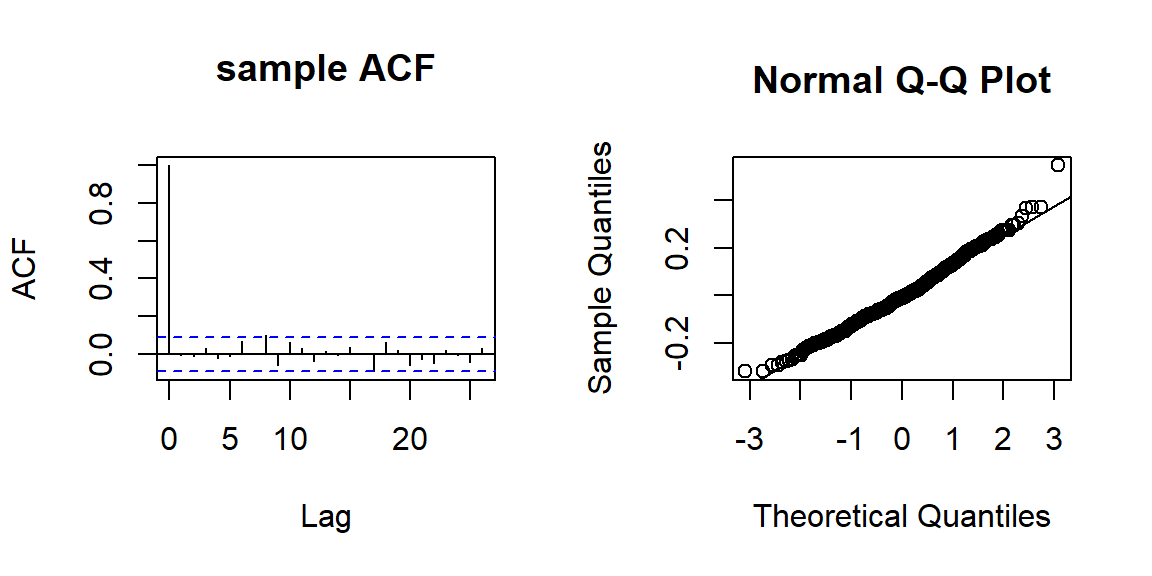 sample ACF
ACF
0.0 0.4 0.8
0 5 10 20
Lag
Normal Q-Q Plot
Sample Quantiles
-0.2 0.2
-3 -1 0 1 2 3
Theoretical Quantiles